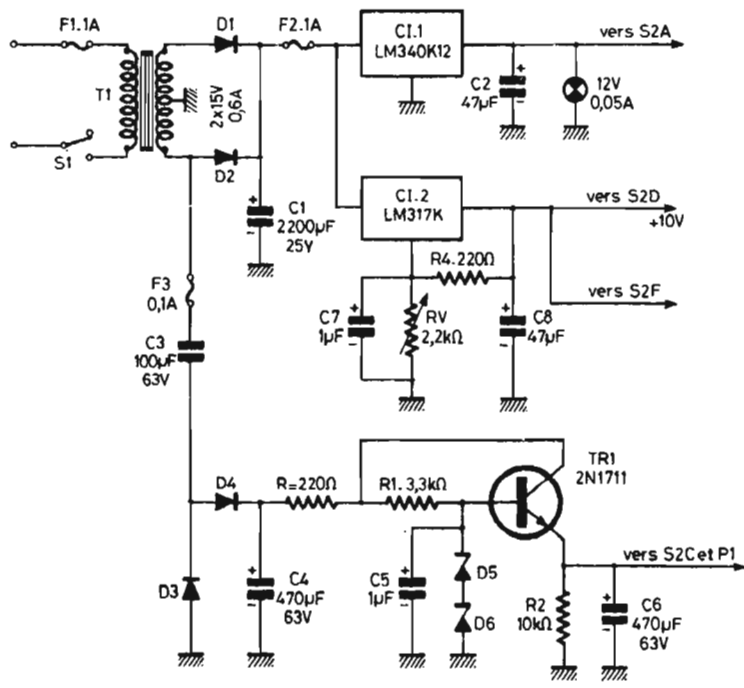 F1.1A
D1
F2.1A
CI.1
LM340K12
vers S2A
T1
2x15V
0,6A
C2
47µF
12V
0,05A
S1
D2
C1
2200µF
25V
CI.2
LM317K
vers S2D
+10V
R4.220Ω
vers S2F
F3
0,1A
C7
1µF
RV
2,2kΩ
C8
47µF
C3
100µF
63V
TR1
2N1711
D4
R=220Ω
R1.3,3kΩ
vers S2Cet P1
D3
C4
470µF
63V
C5
1µF
D5
D6
R2
10kΩ
C6
470µF
63V